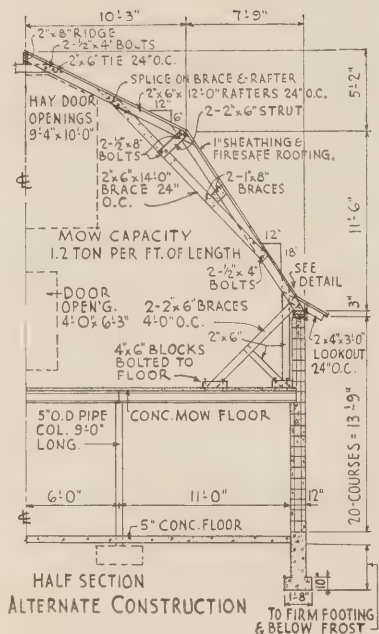 10'-3" 7'-9"
2"x8" RIDGE
2-½"x4" BOLTS
2"x6" TIE 24" O.C.
SPLICE ON BRACE & RAFTER
2"x6"x12'-0" RAFTERS 24" O.C.
12"
6"
2-2"x6" STRUT
HAY DOOR
OPENINGS
9'-4"x10'-0"
5'-2"
1" SHEATHING &
FIRESAFE ROOFING.
2-½"x8"
BOLTS
2"x6"x14'-0"
BRACE 24"
O.C.
2-1"x8"
BRACES
11'-6"
MOW CAPACITY
1.2 TON PER FT. OF LENGTH
12"
18"
2-½"x4"
BOLTS
SEE
DETAIL
3"
DOOR
OPEN'G.
14'-0"x6'-3"
2-2"x6" BRACES
4'-0" O.C.
2"x6"
2"x4"x3'-0"
LOOKOUT
24" O.C.
4"x6" BLOCKS
BOLTED TO
FLOOR
5" O.D PIPE
COL. 9'-0"
LONG.
CONC. MOW FLOOR
20-COURSES = 13'-9"
6'-0" 11'-0" 12"
5" CONC. FLOOR
10"
1'-8"
HALF SECTION
ALTERNATE CONSTRUCTION
TO FIRM FOOTING
& BELOW FROST